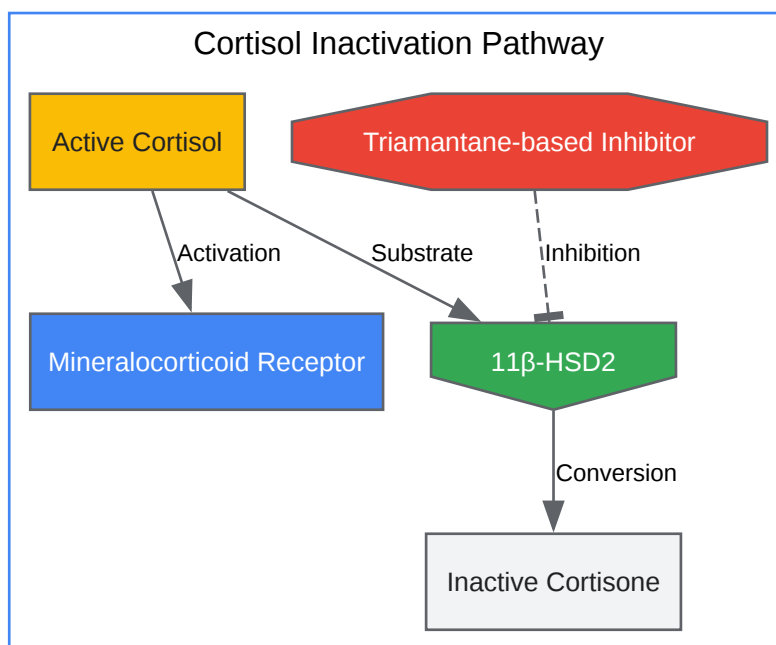 Cortisol Inactivation Pathway
Active Cortisol
Triamantane-based Inhibitor
Activation
Substrate
Inhibition
Mineralocorticoid Receptor
11β-HSD2
Conversion
Inactive Cortisone